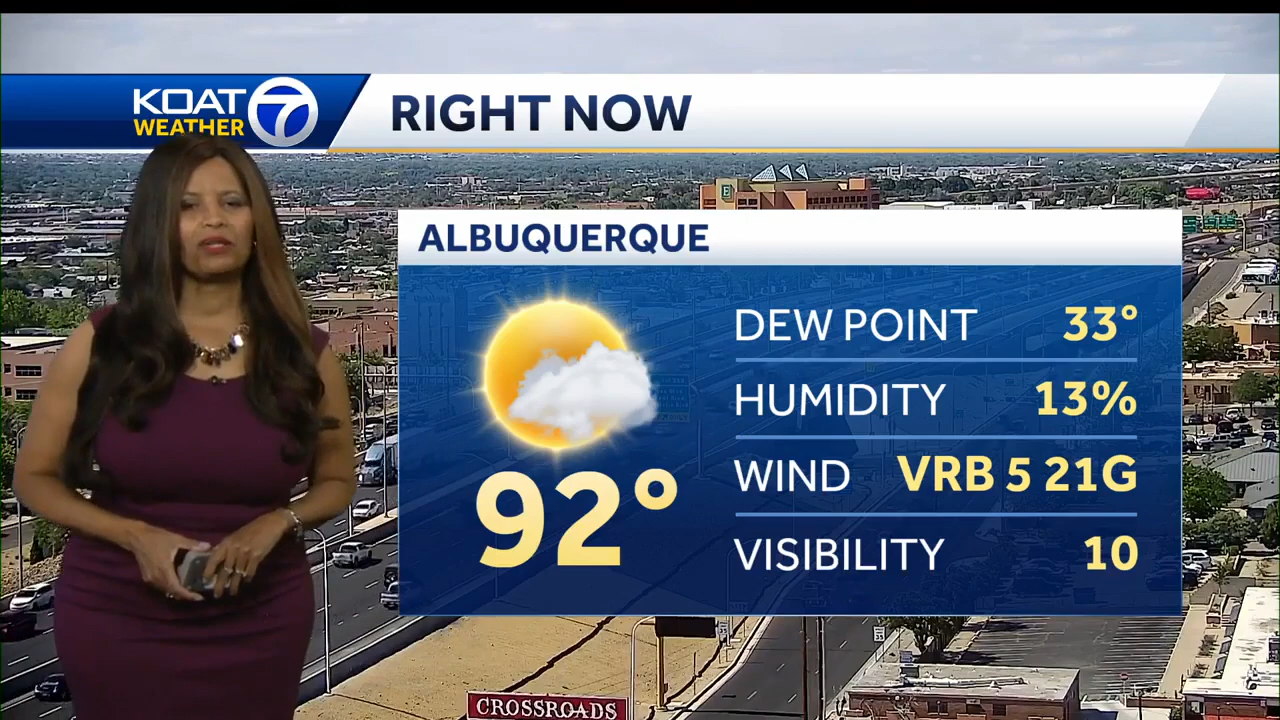 KOAT 7
WEATHER
RIGHT NOW
ALBUQUERQUE
92°
DEW POINT 33°
HUMIDITY 13%
WIND VRB 5 21G
VISIBILITY 10
CROSSROADS